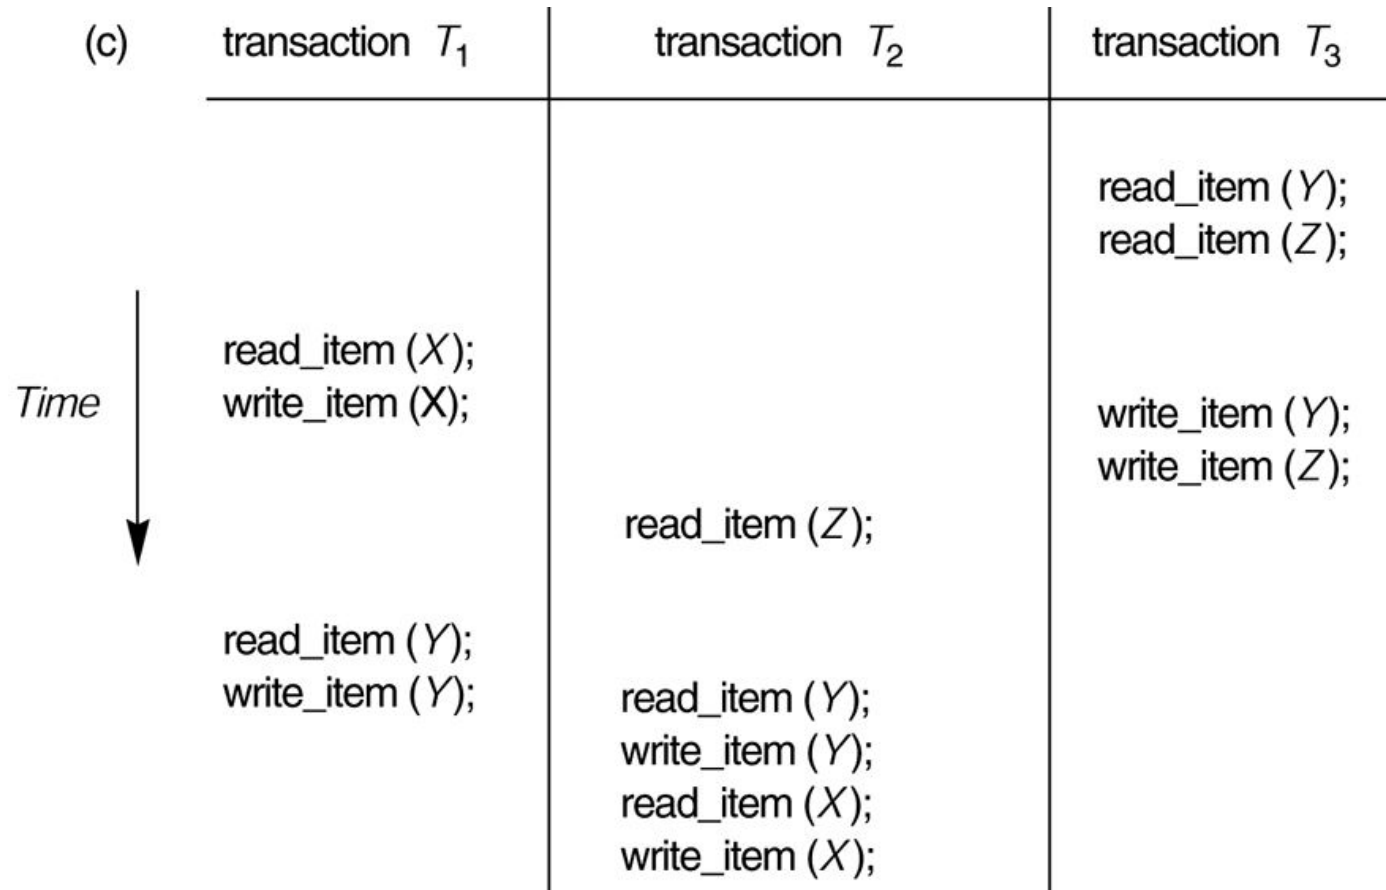 (c) transaction T1 transaction T2 transaction T3
read_item (Y);
read_item (Z);
read_item (X);
Time write_item (X); write_item (Y);
write_item (Z);
read_item (Z);
read_item (Y);
write_item (Y); read_item (Y);
write_item (Y);
read_item (X);
write_item (X);